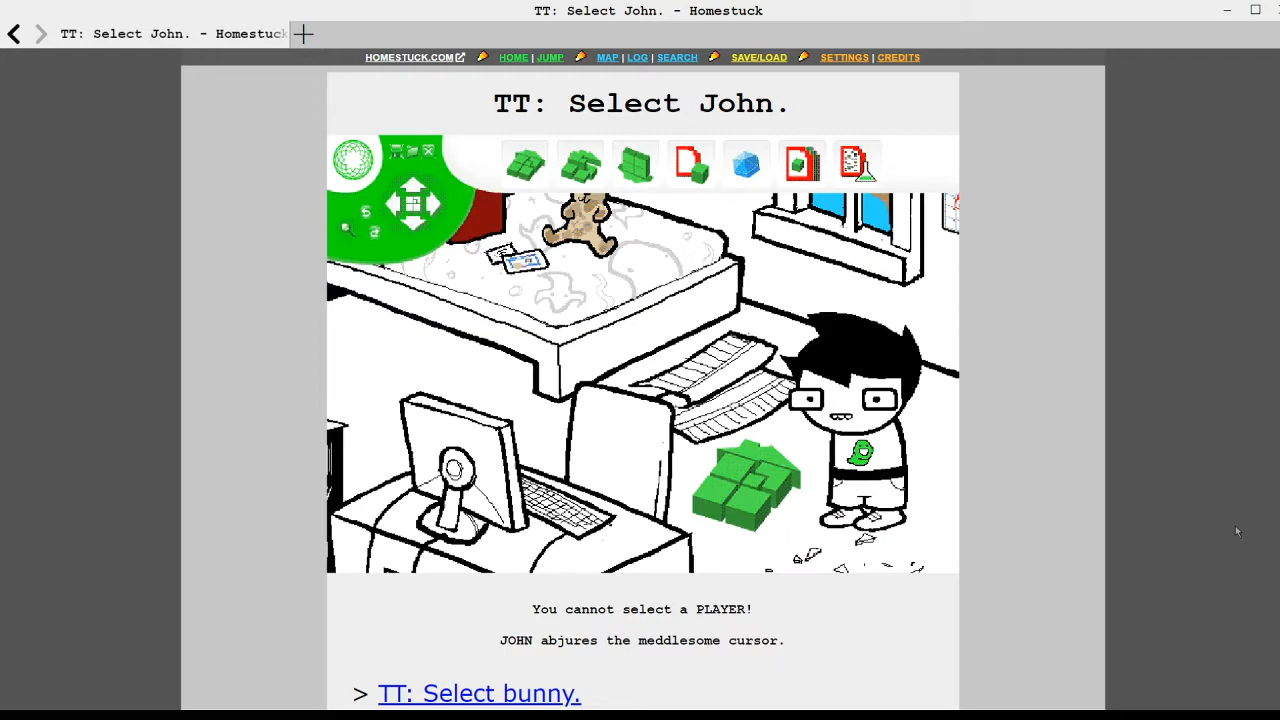 TT: Select John. - Homestuck
TT: Select John. - Homestuck
HOMESTUCK.COM HOME | JUMP MAP | LOG | SEARCH SAVE/LOAD SETTINGS | CREDITS
TT: Select John.
You cannot select a PLAYER!
JOHN abjures the meddlesome cursor.
> TT: Select bunny.